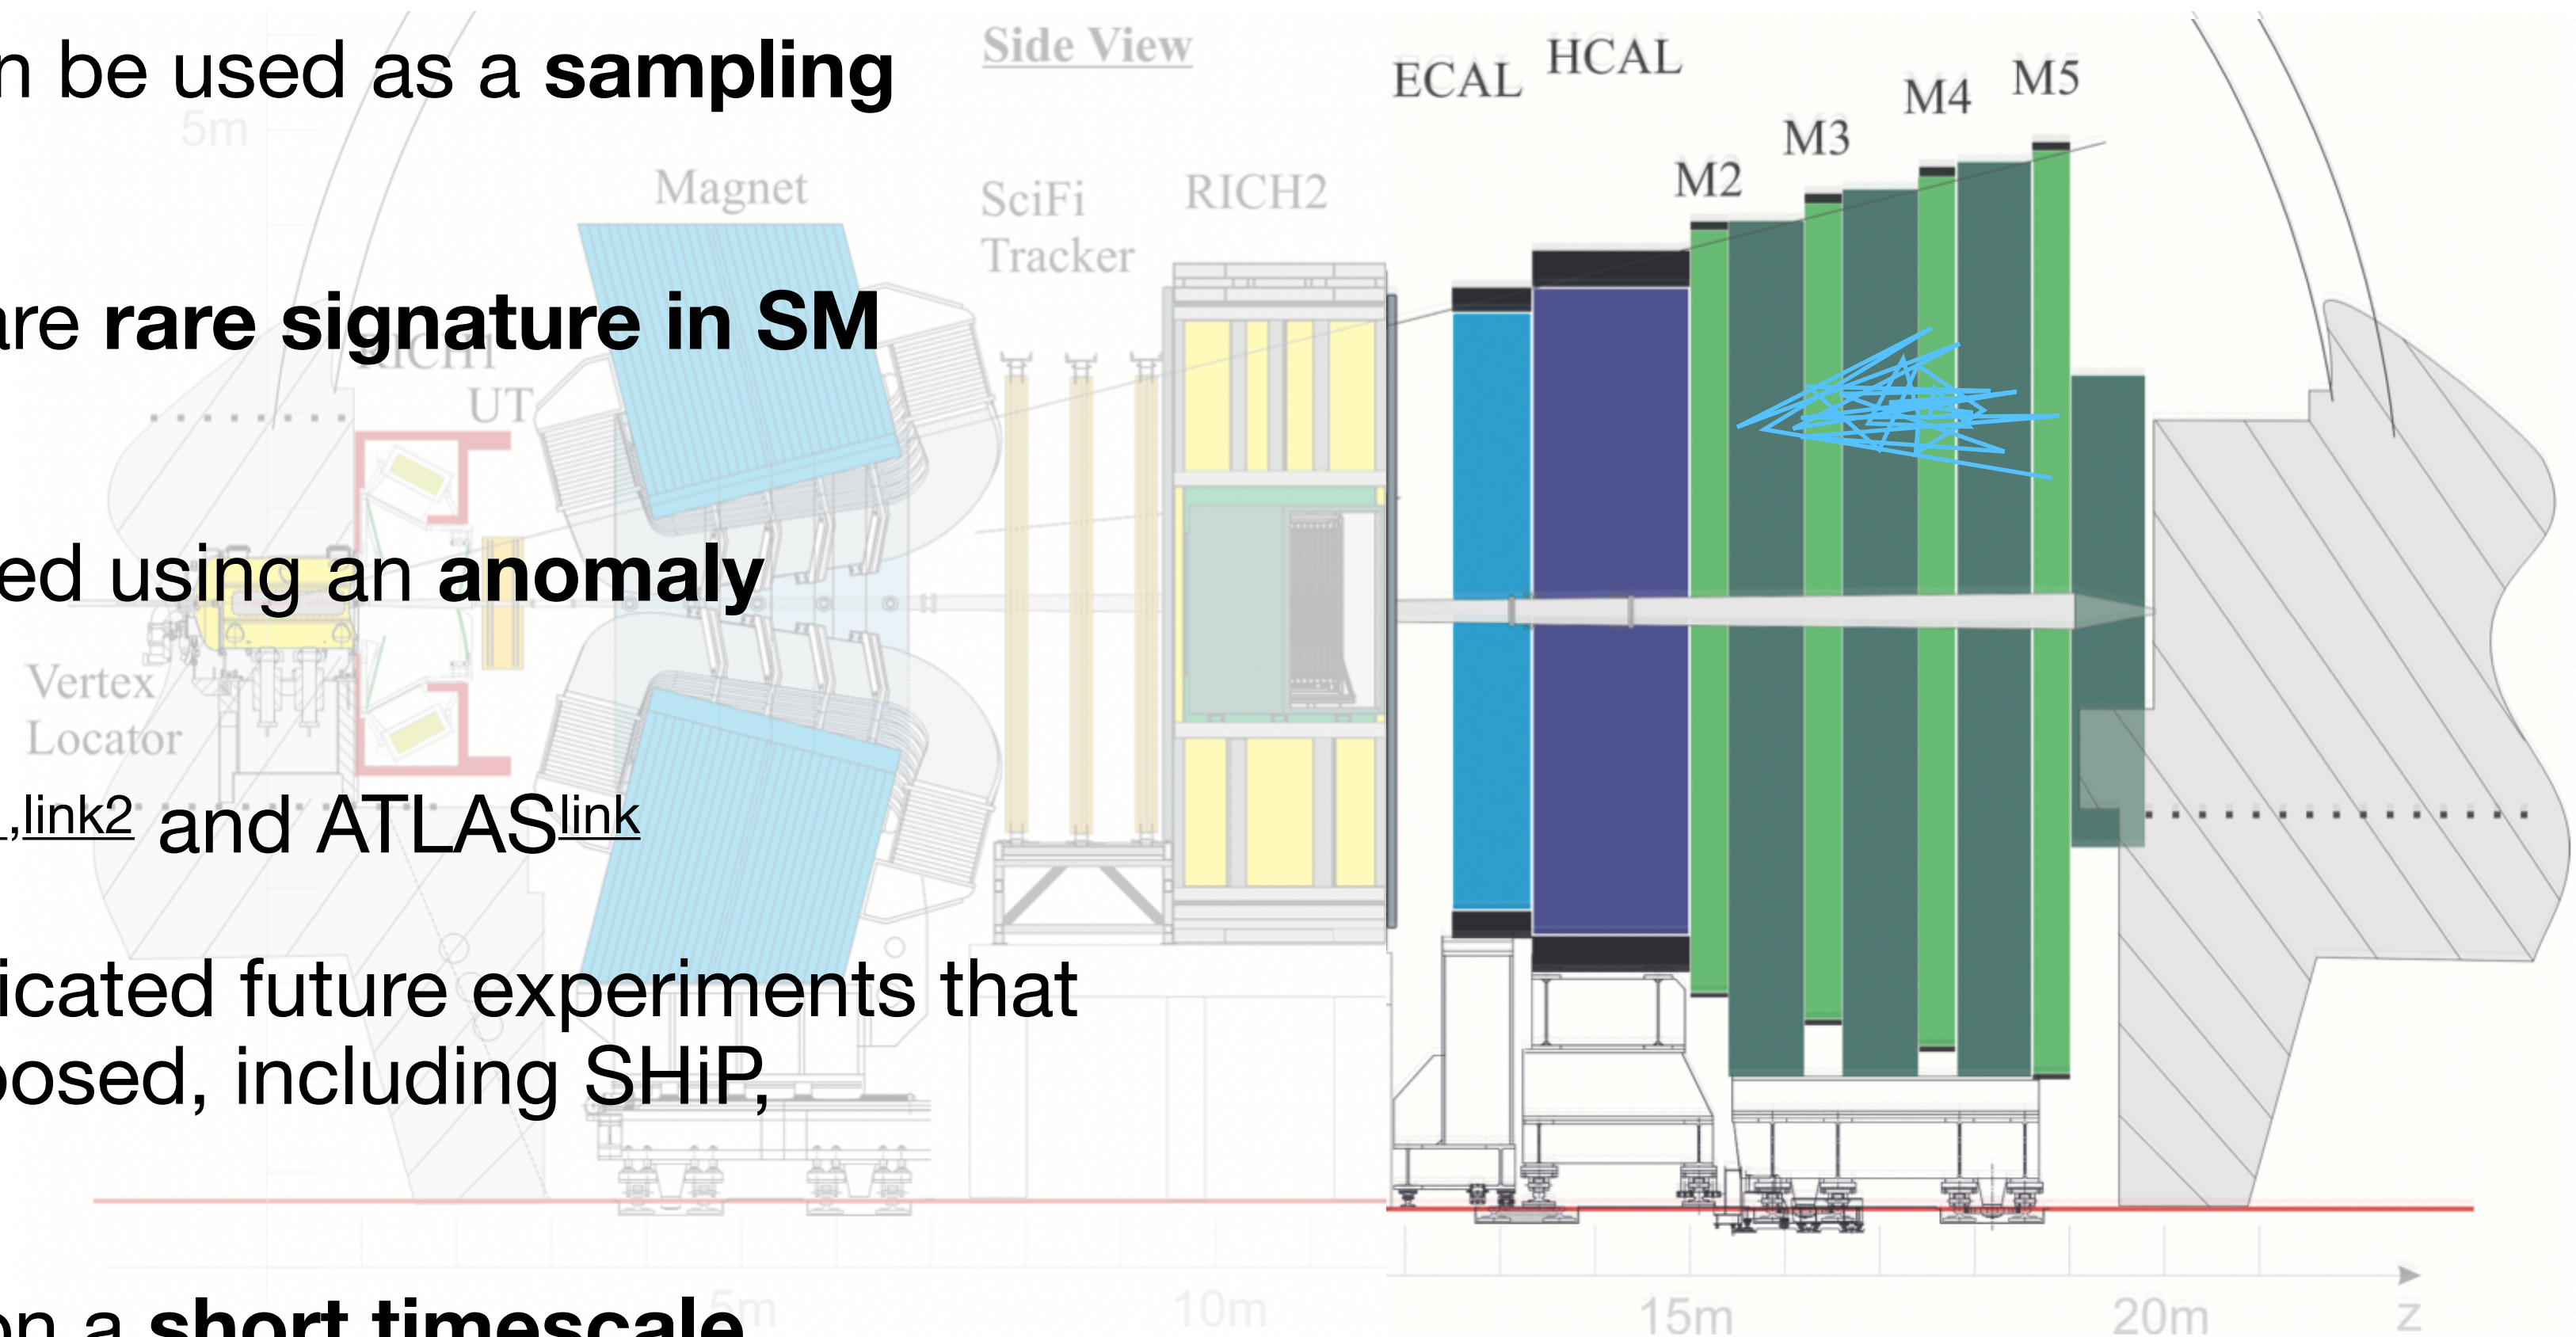 n be used as a sampling
are rare signature in SM
ed using an anomaly
,link2 and ATLASlink
icated future experiments that
posed, including SHiP,
on a short timescale
Side View
ECAL
HCAL
M2
M3
M4
M5
5m
Magnet
SciFi
Tracker
RICH2
RICH1
UT
Vertex
Locator
5m
10m
15m
20m
z